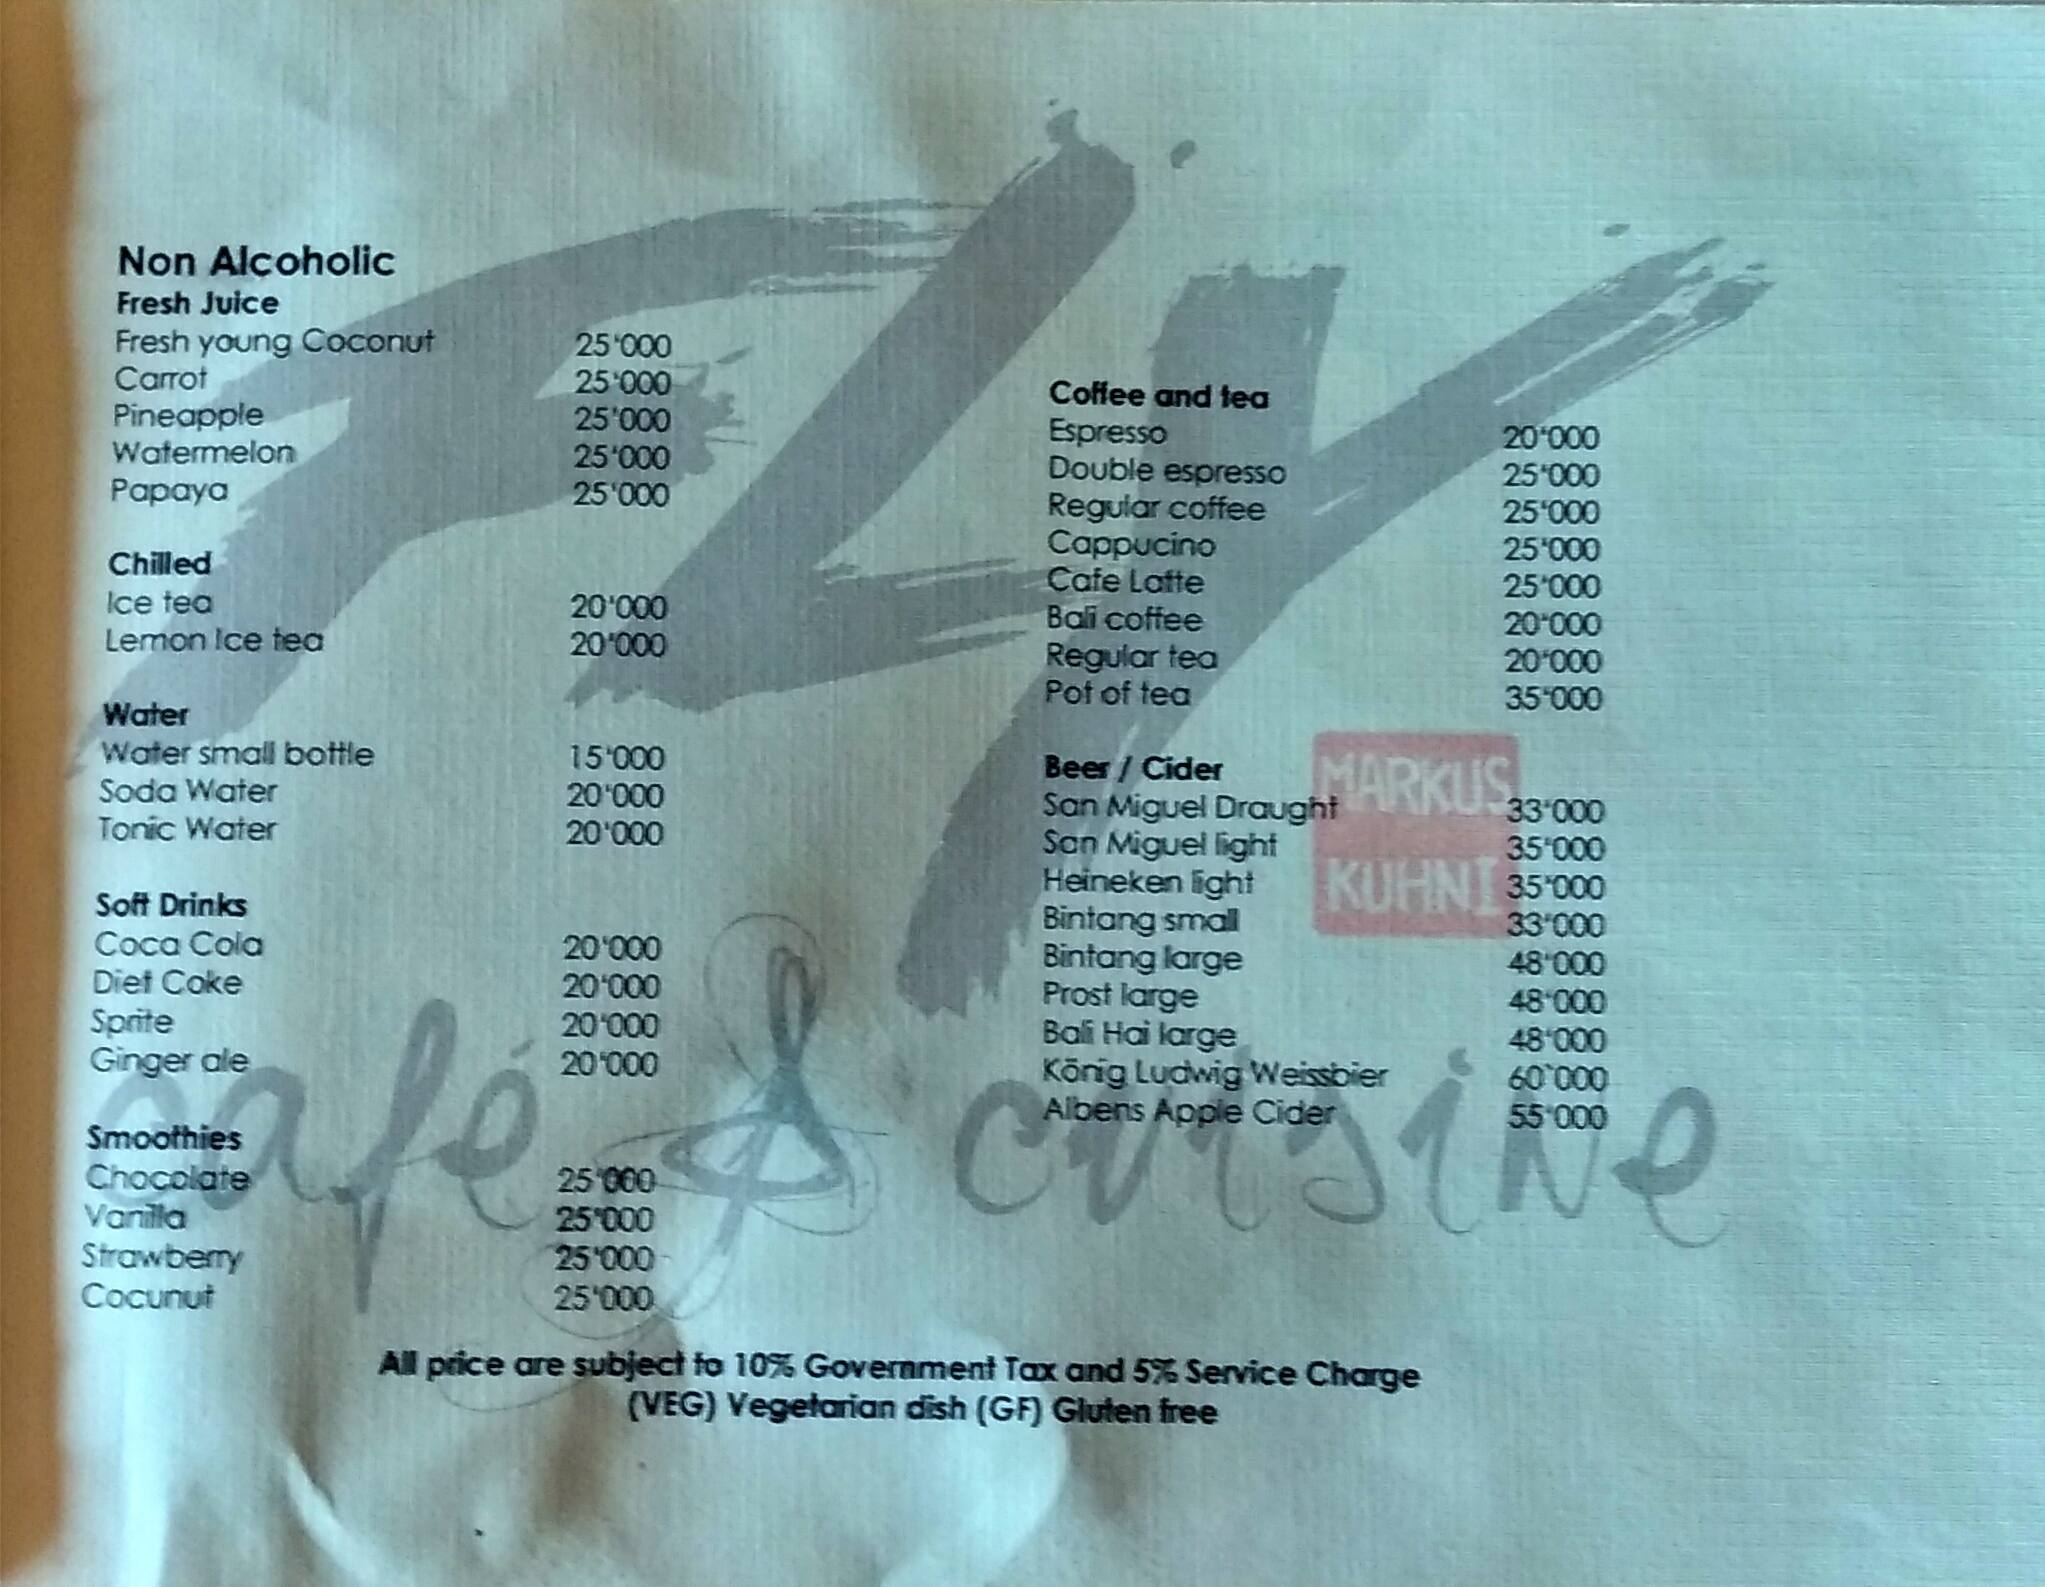 FLY
café & cuisine
MARKUS
KUHNI
Non Alcoholic
Fresh Juice
Fresh young Coconut 25'000
Carrot 25'000
Pineapple 25'000
Watermelon 25'000
Papaya 25'000
Chilled
Ice tea 20'000
Lemon Ice tea 20'000
Water
Water small bottle 15'000
Soda Water 20'000
Tonic Water 20'000
Soft Drinks
Coca Cola 20'000
Diet Coke 20'000
Sprite 20'000
Ginger ale 20'000
Smoothies
Chocolate 25'000
Vanilla 25'000
Strawberry 25'000
Cocunut 25'000
Coffee and tea
Espresso 20'000
Double espresso 25'000
Regular coffee 25'000
Cappucino 25'000
Cafe Latte 25'000
Bali coffee 20'000
Regular tea 20'000
Pot of tea 35'000
Beer / Cider
San Miguel Draught 33'000
San Miguel light 35'000
Heineken light 35'000
Bintang small 33'000
Bintang large 48'000
Prost large 48'000
Bali Hai large 48'000
König Ludwig Weissbier 60`000
Albens Apple Cider 55'000
All price are subject to 10% Government Tax and 5% Service Charge
(VEG) Vegetarian dish (GF) Gluten free